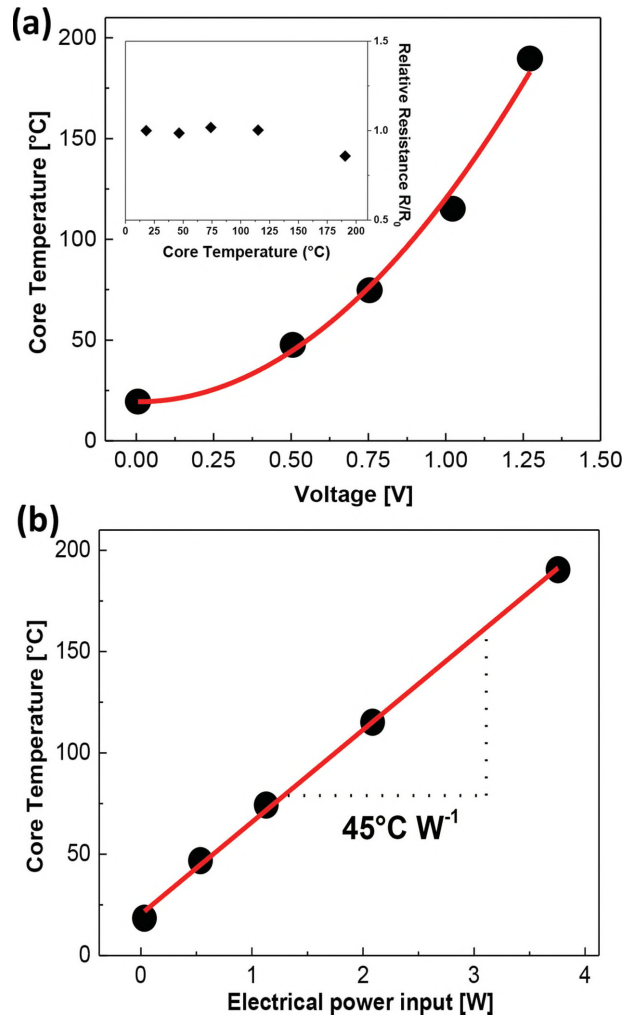 (a)
200
150
100
50
0
Core Temperature [°C]
0.00 0.25 0.50 0.75 1.00 1.25 1.50
Voltage [V]
1.5
1.0
0.5
Relative Resistance R/R₀
0 25 50 75 100 125 150 175 200
Core Temperature (°C)
(b)
200
150
100
50
0
Core Temperature [°C]
45°C W⁻¹
0 1 2 3 4
Electrical power input [W]